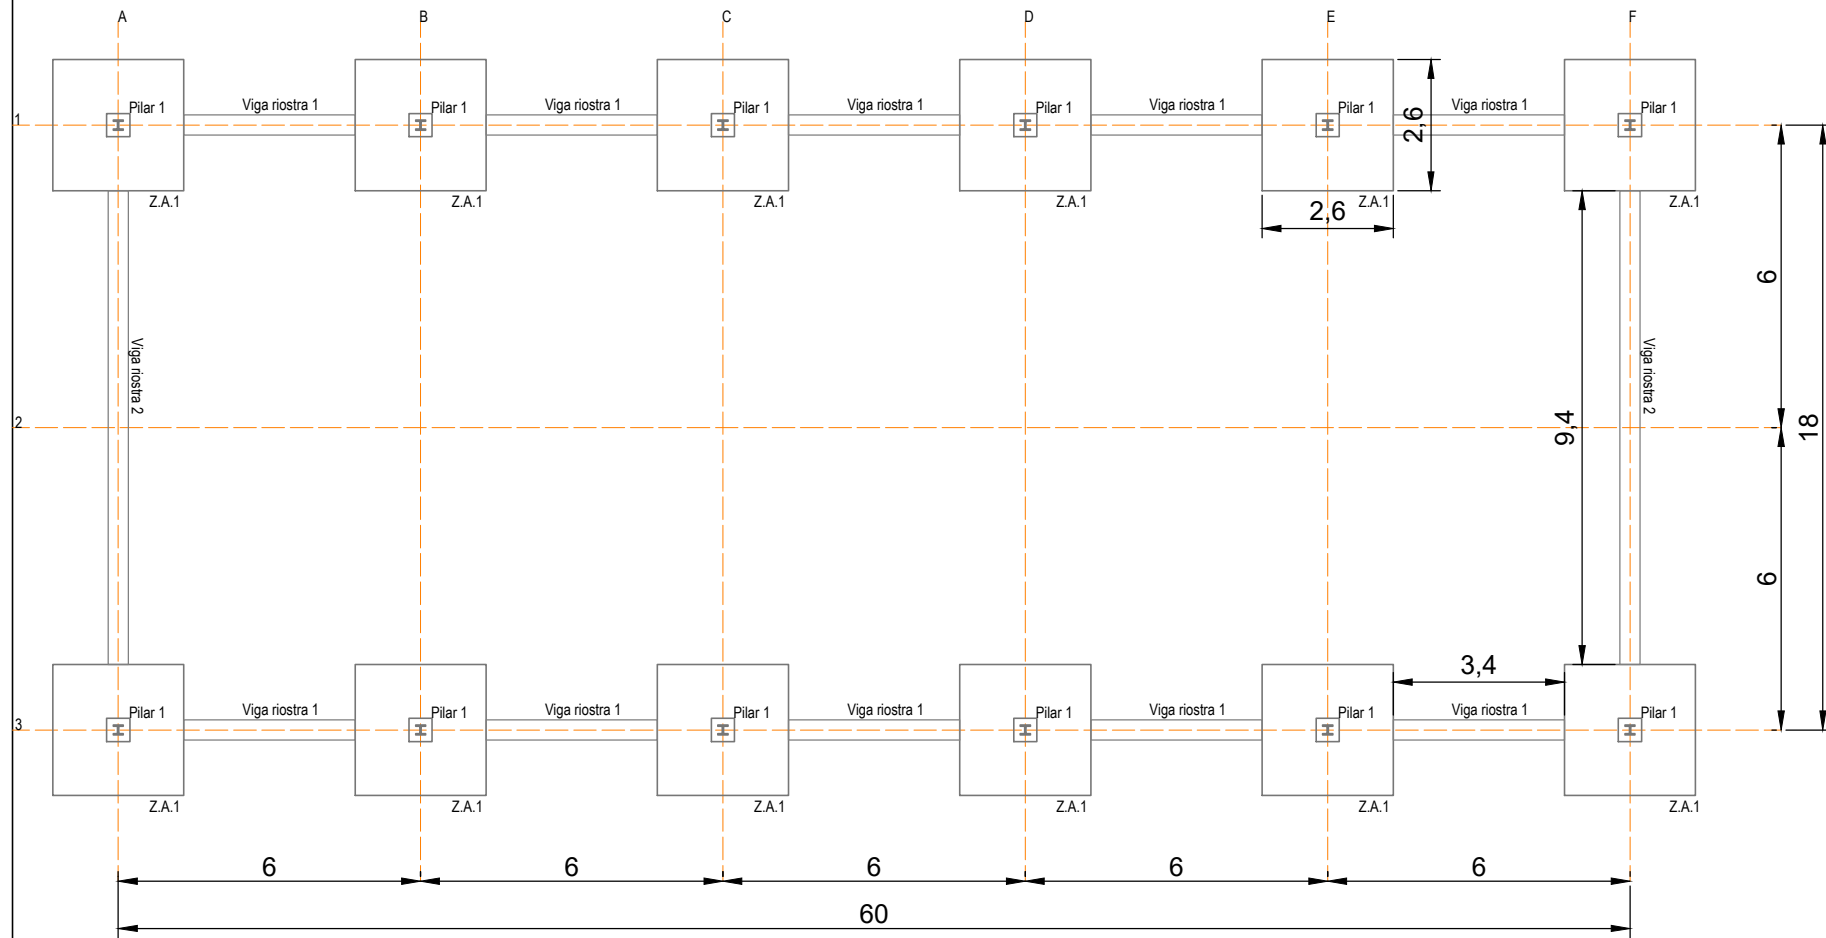 A B C D E F
Pilar 1 Viga riostra 1 Pilar 1 Viga riostra 1 Pilar 1 Viga riostra 1 Pilar 1 Viga riostra 1 Pilar 1 Viga riostra 1 Pilar 1
1
2,6
Z.A.1 Z.A.1 Z.A.1 Z.A.1 Z.A.1 Z.A.1
2,6
6
Viga riostra 2
Viga riostra 2
9,4
18
2
6
3,4
Pilar 1 Viga riostra 1 Pilar 1 Viga riostra 1 Pilar 1 Viga riostra 1 Pilar 1 Viga riostra 1 Pilar 1 Viga riostra 1 Pilar 1
3
Z.A.1 Z.A.1 Z.A.1 Z.A.1 Z.A.1 Z.A.1
6 6 6 6 6
60